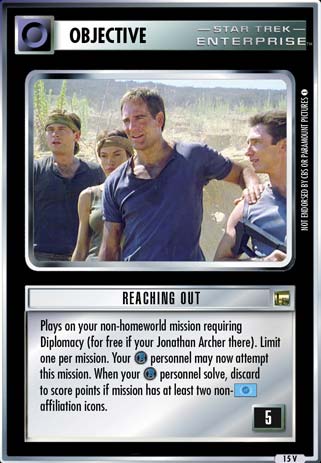 OBJECTIVE
STAR TREK
ENTERPRISE™
NOT ENDORSED BY CBS OR PARAMOUNT PICTURES
REACHING OUT
Plays on your non-homeworld mission requiring
Diplomacy (for free if your Jonathan Archer there). Limit
one per mission. Your personnel may now attempt
this mission. When your personnel solve, discard
to score points if mission has at least two non-
affiliation icons.
5
15 V